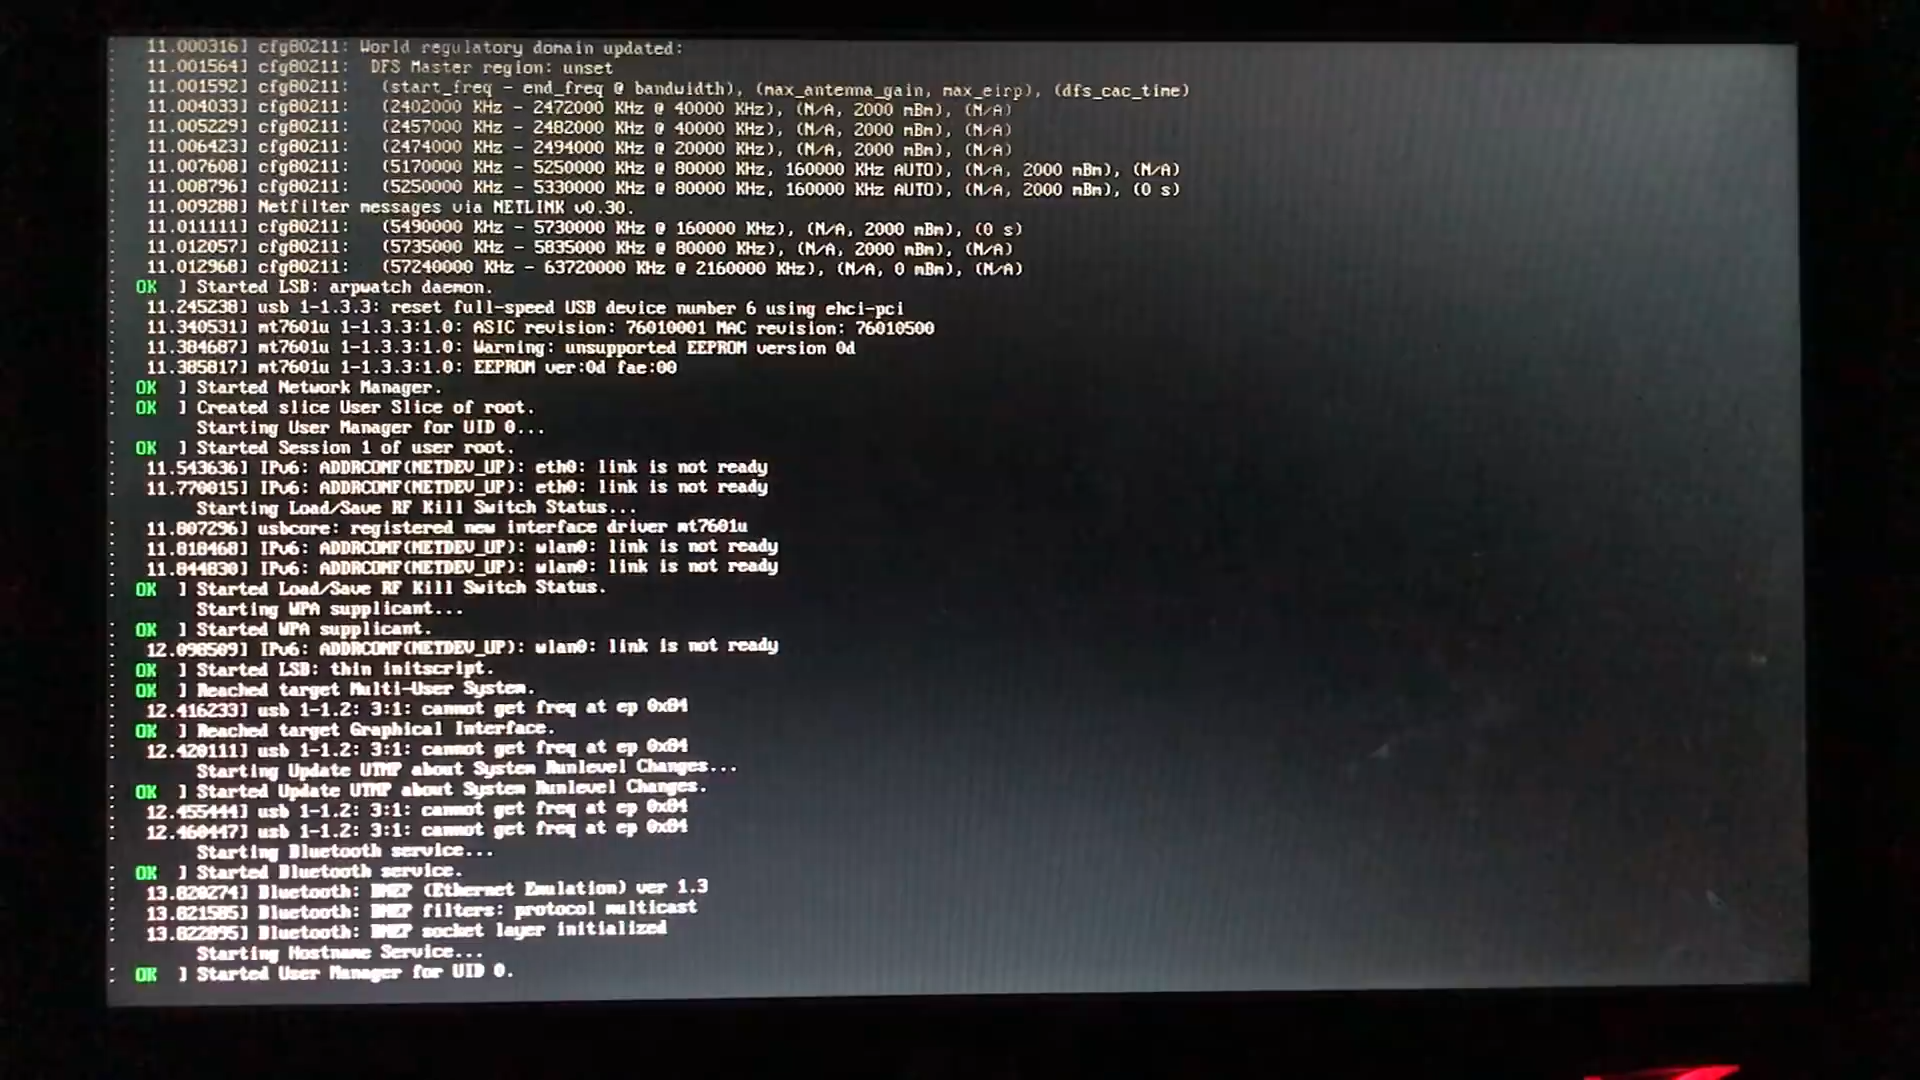 11.000316] cfg80211: World regulatory domain updated:
11.001564] cfg80211:  DFS Master region: unset
11.001592] cfg80211:   (start_freq - end_freq @ bandwidth), (max_antenna_gain, max_eirp), (dfs_cac_time)
11.004033] cfg80211:   (2402000 KHz - 2472000 KHz @ 40000 KHz), (N/A, 2000 mBm), (N/A)
11.005229] cfg80211:   (2457000 KHz - 2482000 KHz @ 40000 KHz), (N/A, 2000 mBm), (N/A)
11.006423] cfg80211:   (2474000 KHz - 2494000 KHz @ 20000 KHz), (N/A, 2000 mBm), (N/A)
11.007608] cfg80211:   (5170000 KHz - 5250000 KHz @ 80000 KHz, 160000 KHz AUTO), (N/A, 2000 mBm), (N/A)
11.008796] cfg80211:   (5250000 KHz - 5330000 KHz @ 80000 KHz, 160000 KHz AUTO), (N/A, 2000 mBm), (0 s)
11.009288] Netfilter messages via NETLINK v0.30.
11.011111] cfg80211:   (5490000 KHz - 5730000 KHz @ 160000 KHz), (N/A, 2000 mBm), (0 s)
11.012057] cfg80211:   (5735000 KHz - 5835000 KHz @ 80000 KHz), (N/A, 2000 mBm), (N/A)
11.012968] cfg80211:   (57240000 KHz - 63720000 KHz @ 2160000 KHz), (N/A, 0 mBm), (N/A)
OK  ] Started LSB: arpwatch daemon.
11.245238] usb 1-1.3.3: reset full-speed USB device number 6 using ehci-pci
11.340531] mt7601u 1-1.3.3:1.0: ASIC revision: 76010001 MAC revision: 76010500
11.384687] mt7601u 1-1.3.3:1.0: Warning: unsupported EEPROM version 0d
11.385817] mt7601u 1-1.3.3:1.0: EEPROM ver:0d fae:00
OK  ] Started Network Manager.
OK  ] Created slice User Slice of root.
Starting User Manager for UID 0...
OK  ] Started Session 1 of user root.
11.543636] IPv6: ADDRCONF(NETDEV_UP): eth0: link is not ready
11.770015] IPv6: ADDRCONF(NETDEV_UP): eth0: link is not ready
Starting Load/Save RF Kill Switch Status...
11.807296] usbcore: registered new interface driver mt7601u
11.818468] IPv6: ADDRCONF(NETDEV_UP): wlan0: link is not ready
11.844830] IPv6: ADDRCONF(NETDEV_UP): wlan0: link is not ready
OK  ] Started Load/Save RF Kill Switch Status.
Starting WPA supplicant...
OK  ] Started WPA supplicant.
12.098509] IPv6: ADDRCONF(NETDEV_UP): wlan0: link is not ready
OK  ] Started LSB: thin initscript.
OK  ] Reached target Multi-User System.
12.416233] usb 1-1.2: 3:1: cannot get freq at ep 0x84
OK  ] Reached target Graphical Interface.
12.420111] usb 1-1.2: 3:1: cannot get freq at ep 0x84
Starting Update UTMP about System Runlevel Changes...
OK  ] Started Update UTMP about System Runlevel Changes.
12.455444] usb 1-1.2: 3:1: cannot get freq at ep 0x84
12.460447] usb 1-1.2: 3:1: cannot get freq at ep 0x84
Starting Bluetooth service...
OK  ] Started Bluetooth service.
13.820274] Bluetooth: BNEP (Ethernet Emulation) ver 1.3
13.821585] Bluetooth: BNEP filters: protocol multicast
13.822895] Bluetooth: BNEP socket layer initialized
Starting Hostname Service...
OK  ] Started User Manager for UID 0.